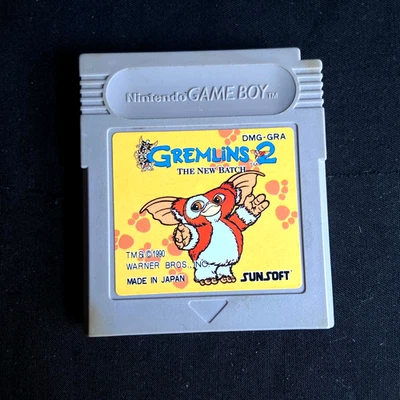 Nintendo GAME BOY TM
DMG-GRA
GREMLINS 2
THE NEW BATCH TM
TM & ©1990
WARNER BROS., INC.
MADE IN JAPAN
SUNSOFT